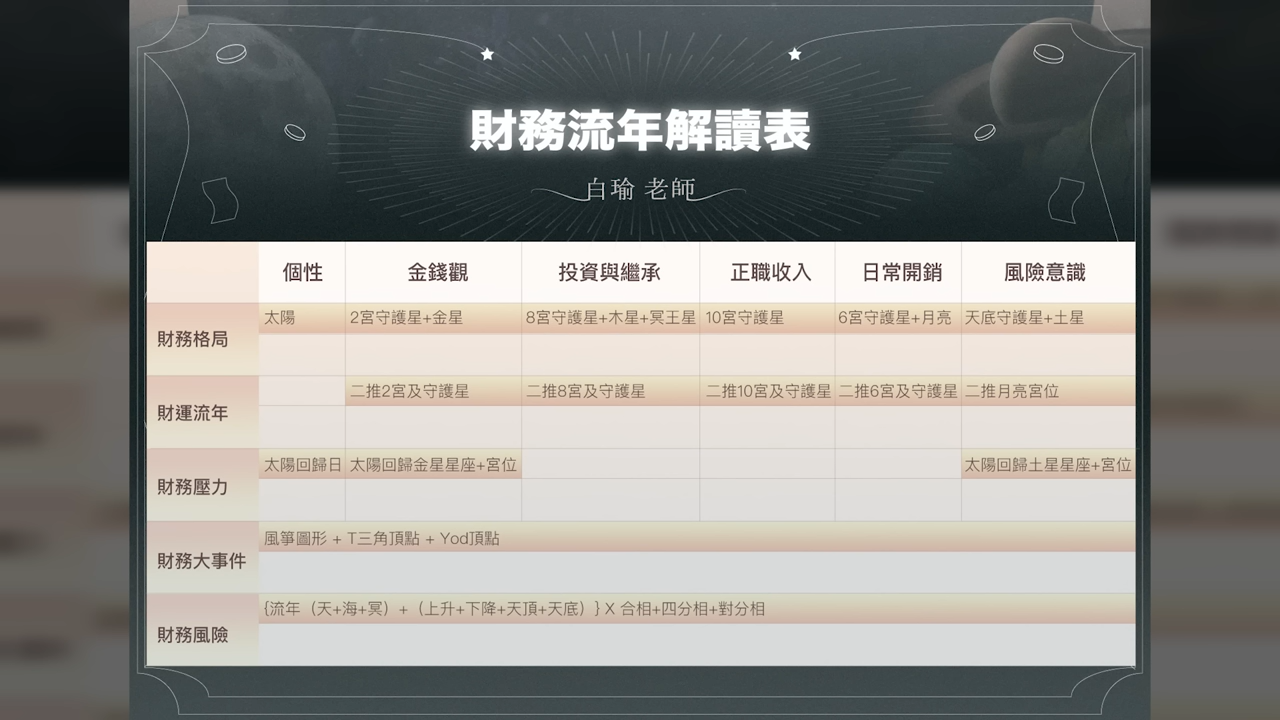 財務流年解讀表
白瑜 老師
個性 金錢觀 投資與繼承 正職收入 日常開銷 風險意識
財務格局 太陽 2宮守護星+金星 8宮守護星+木星+冥王星 10宮守護星 6宮守護星+月亮 天底守護星+土星
財運流年 二推2宮及守護星 二推8宮及守護星 二推10宮及守護星 二推6宮及守護星 二推月亮宮位
財務壓力 太陽回歸日 太陽回歸金星星座+宮位 太陽回歸土星星座+宮位
財務大事件 風箏圖形 + T三角頂點 + Yod頂點
財務風險 {流年（天+海+冥）+（上升+下降+天頂+天底）} X 合相+四分相+對分相